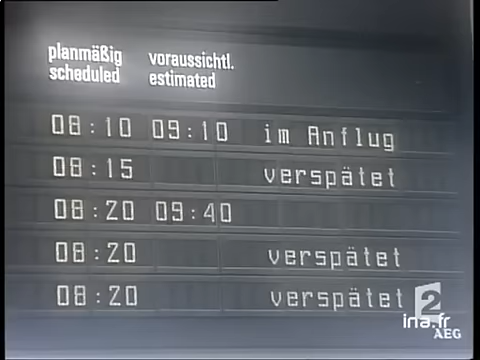 planmäßig voraussichtl.
scheduled estimated
08:10 09:10 im Anflug
08:15 verspätet
08:20 09:40
08:20 verspätet
08:20 verspätet
2
ina.fr
AEG